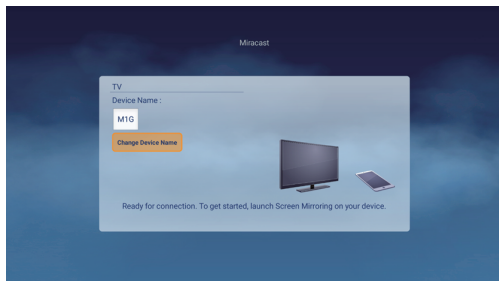 Miracast
TV
Device Name :
M1G
Change Device Name
Ready for connection. To get started, launch Screen Mirroring on your device.